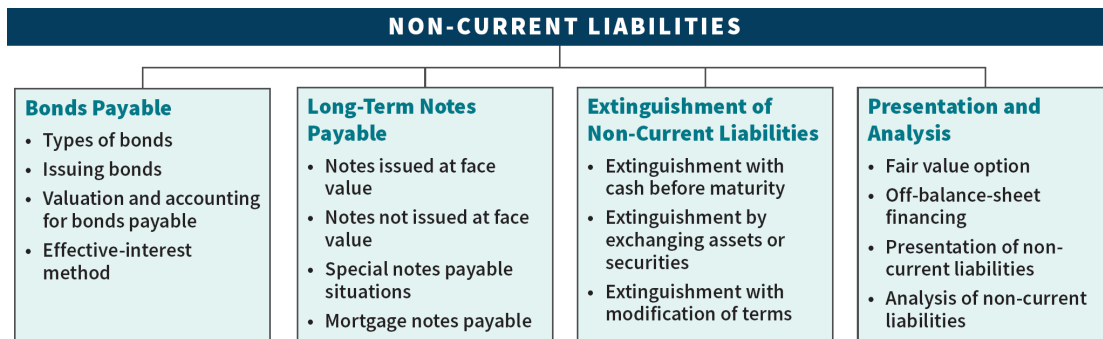 NON-CURRENT LIABILITIES
Bonds Payable
• Types of bonds
• Issuing bonds
• Valuation and accounting
for bonds payable
• Effective-interest
method
Long-Term Notes
Payable
• Notes issued at face
value
• Notes not issued at face
value
• Special notes payable
situations
• Mortgage notes payable
Extinguishment of
Non-Current Liabilities
• Extinguishment with
cash before maturity
• Extinguishment by
exchanging assets or
securities
• Extinguishment with
modification of terms
Presentation and
Analysis
• Fair value option
• Off-balance-sheet
financing
• Presentation of non-
current liabilities
• Analysis of non-current
liabilities